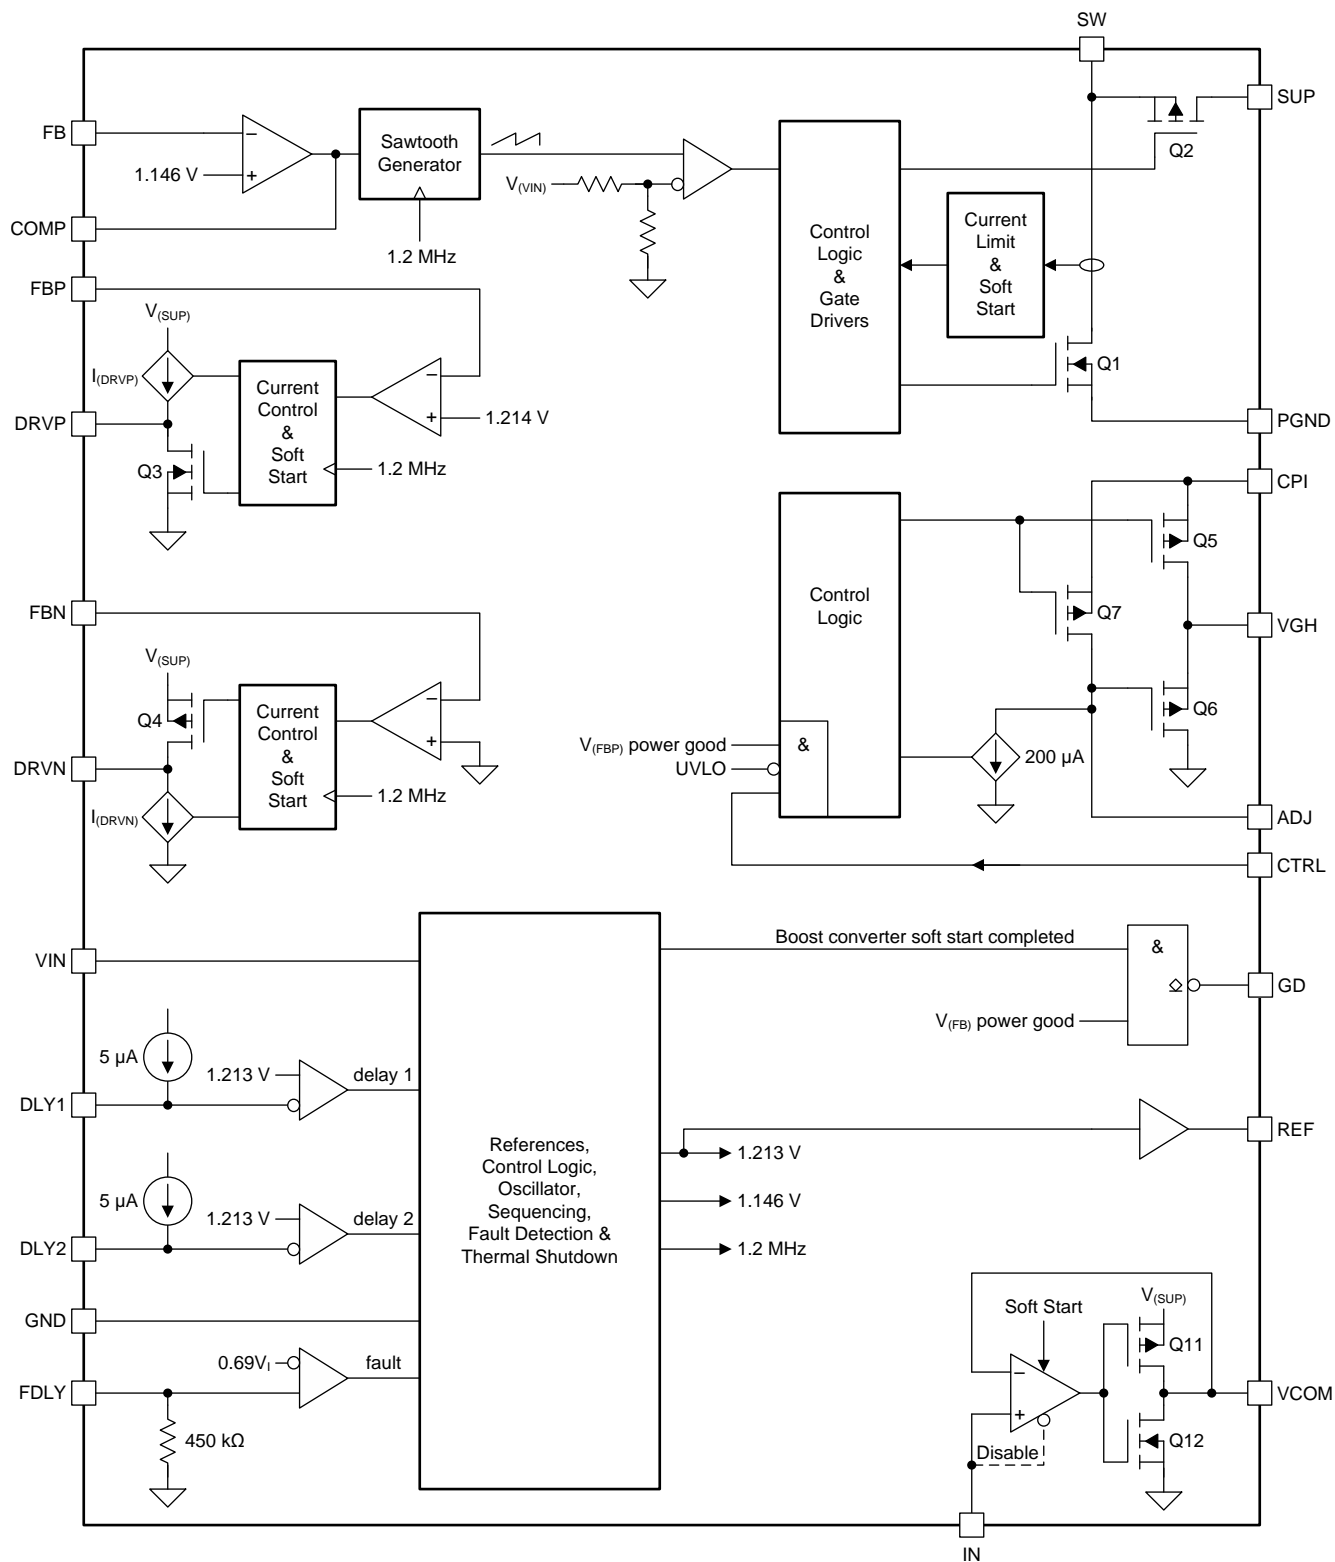 SW
SUP
FB
1.146 V
Sawtooth
Generator
1.2 MHz
COMP
V(VIN)
Q2
Control
Logic
&
Gate
Drivers
Current
Limit
&
Soft
Start
Q1
PGND
FBP
V(SUP)
I(DRVP)
DRVP
Q3
Current
Control
&
Soft
Start
1.214 V
1.2 MHz
CPI
Q5
Q7
VGH
Q6
Control
Logic
&
V(FBP) power good
UVLO
200 µA
ADJ
CTRL
FBN
V(SUP)
Q4
DRVN
I(DRVN)
Current
Control
&
Soft
Start
1.2 MHz
VIN
5 µA
1.213 V
delay 1
DLY1
5 µA
1.213 V
delay 2
DLY2
GND
0.69VI
fault
FDLY
450 kΩ
References,
Control Logic,
Oscillator,
Sequencing,
Fault Detection &
Thermal Shutdown
Boost converter soft start completed
&
V(FB) power good
GD
REF
1.213 V
1.146 V
1.2 MHz
Soft Start
V(SUP)
Q11
VCOM
Q12
Disable
IN